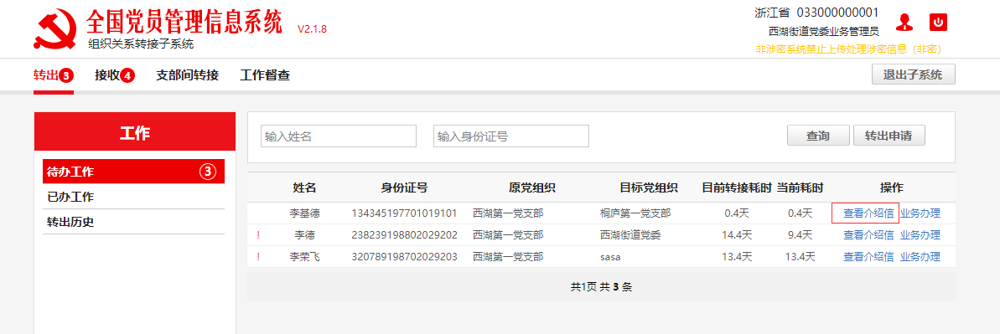 全国党员管理信息系统 V2.1.8
组织关系转接子系统
浙江省 033000000001
西湖街道党委业务管理员
非涉密系统禁止上传处理涉密信息（非密）
转出 3 接收 4 支部间转接 工作督查 退出子系统
工作
待办工作 3
已办工作
转出历史
输入姓名 输入身份证号 查询 转出申请
姓名 身份证号 原党组织 目标党组织 目前转接耗时 当前耗时 操作
李基德 134345197701019101 西湖第一党支部 桐庐第一党支部 0.4天 0.4天 查看介绍信 业务办理
! 李德 238239198802029202 西湖第一党支部 西湖街道党委 14.4天 9.4天 查看介绍信 业务办理
! 李荣飞 320789198702029203 西湖第一党支部 sasa 13.4天 13.4天 查看介绍信 业务办理
共1页 共 3 条